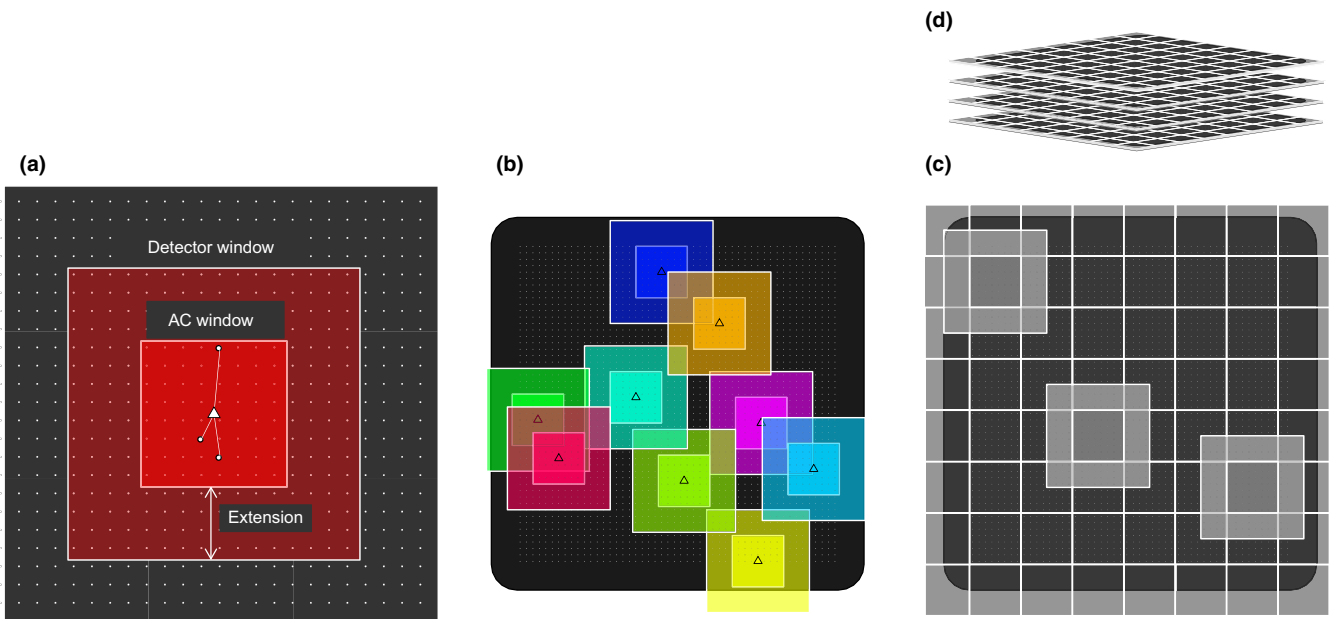 (d)
(a)
(b)
(c)
Detector window
AC window
Extension